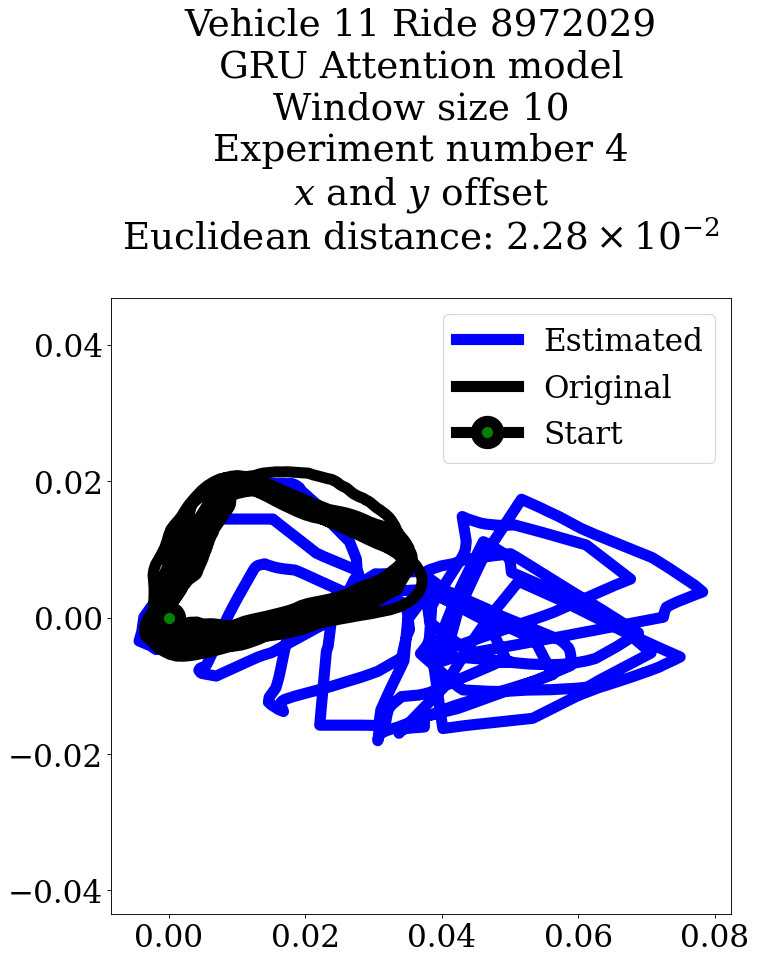 Vehicle 11 Ride 8972029
GRU Attention model
Window size 10
Experiment number 4
x and y offset
Euclidean distance: 2.28 × 10⁻²
Estimated
Original
Start
0.04
0.02
0.00
−0.02
−0.04
0.00 0.02 0.04 0.06 0.08